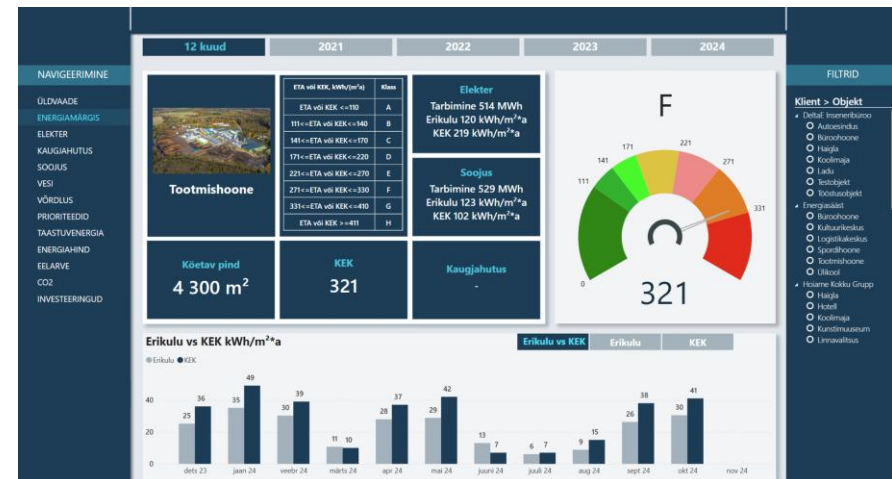 12 kuud
2021
2022
2023
2024
NAVIGEERIMINE
ÜLDVAADE
ENERGIAMÄRGIS
ELEKTER
KAUGJAHUTUS
SOOJUS
VESI
VÕRDLUS
PRIORITEEDID
TAASTUVENERGIA
ENERGIAHIND
EELARVE
CO2
INVESTEERINGUD
Tootmishoone
ETA või KEK, kWh/(m²a) Klass
ETA või KEK <=110 A
111<=ETA või KEK<=140 B
141<=ETA või KEK<=170 C
171<=ETA või KEK<=220 D
221<=ETA või KEK<=270 E
271<=ETA või KEK<=330 F
331<=ETA või KEK<=410 G
ETA või KEK >=411 H
Elekter
Tarbimine 514 MWh
Erikulu 120 kWh/m²*a
KEK 219 kWh/m²*a
Soojus
Tarbimine 529 MWh
Erikulu 123 kWh/m²*a
KEK 102 kWh/m²*a
Köetav pind
4 300 m²
KEK
321
Kaugjahutus
-
F
0
111
141
171
221
271
331
321
FILTRID
Klient > Objekt
DeltaE Inseneribüroo
Autoesindus
Büroohoone
Haigla
Koolimaja
Ladu
Testobjekt
Tööstusobjekt
Energiasääst
Büroohoone
Kultuurikeskus
Logistikakeskus
Spordihoone
Tootmishoone
Ülikool
Hoiame Kokku Grupp
Haigla
Hotell
Koolimaja
Kunstimuuseum
Linnavalitsus
Erikulu vs KEK kWh/m²*a
Erikulu vs KEK
Erikulu
KEK
Erikulu KEK
40
20
0
25 36
35 49
30 39
11 10
28 37
29 42
13 7
6 7
9 15
26 38
30 41
dets 23 jaan 24 veebr 24 märts 24 apr 24 mai 24 juuni 24 juuli 24 aug 24 sept 24 okt 24 nov 24